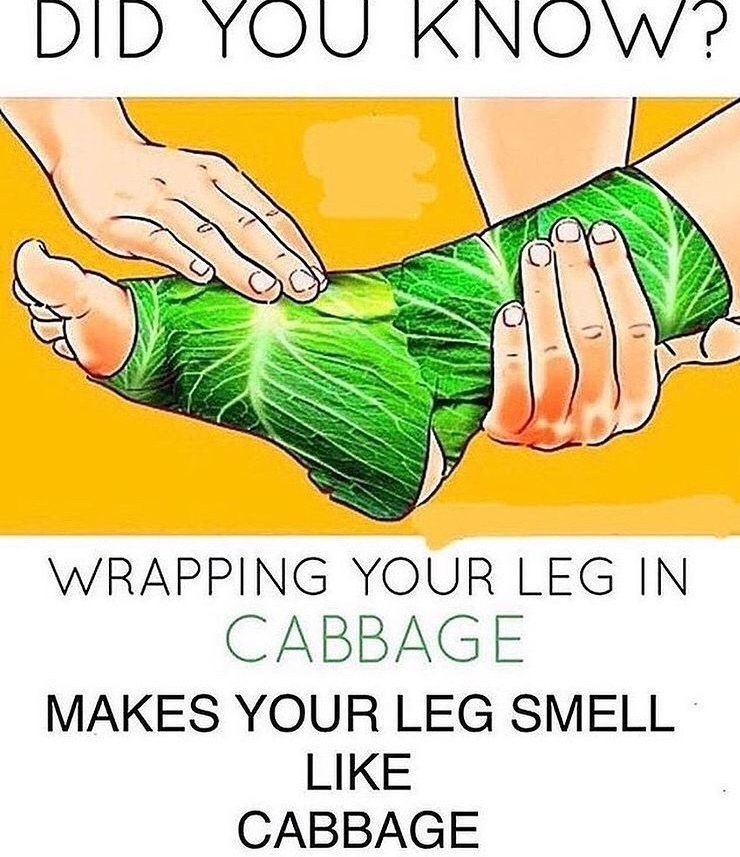 DID YOU KNOW?
WRAPPING YOUR LEG IN
CABBAGE
MAKES YOUR LEG SMELL
LIKE
CABBAGE